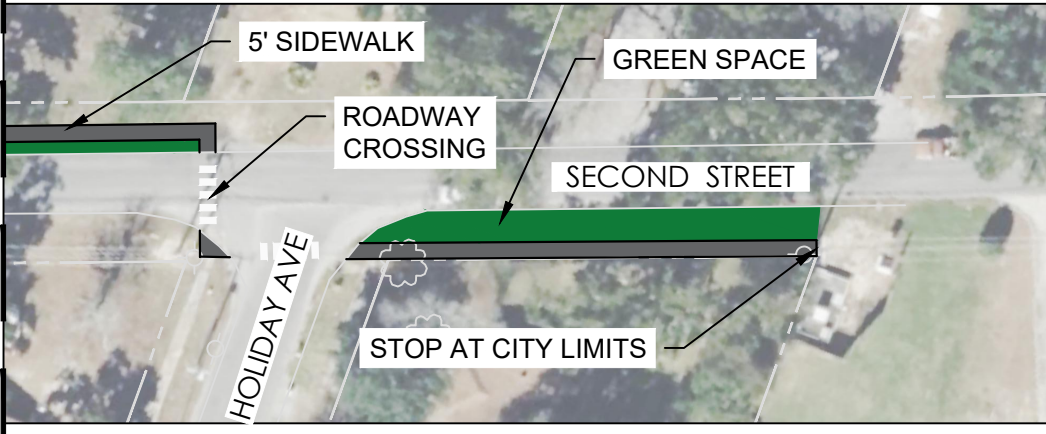 5' SIDEWALK
GREEN SPACE
ROADWAY
CROSSING
SECOND STREET
HOLIDAY AVE
STOP AT CITY LIMITS